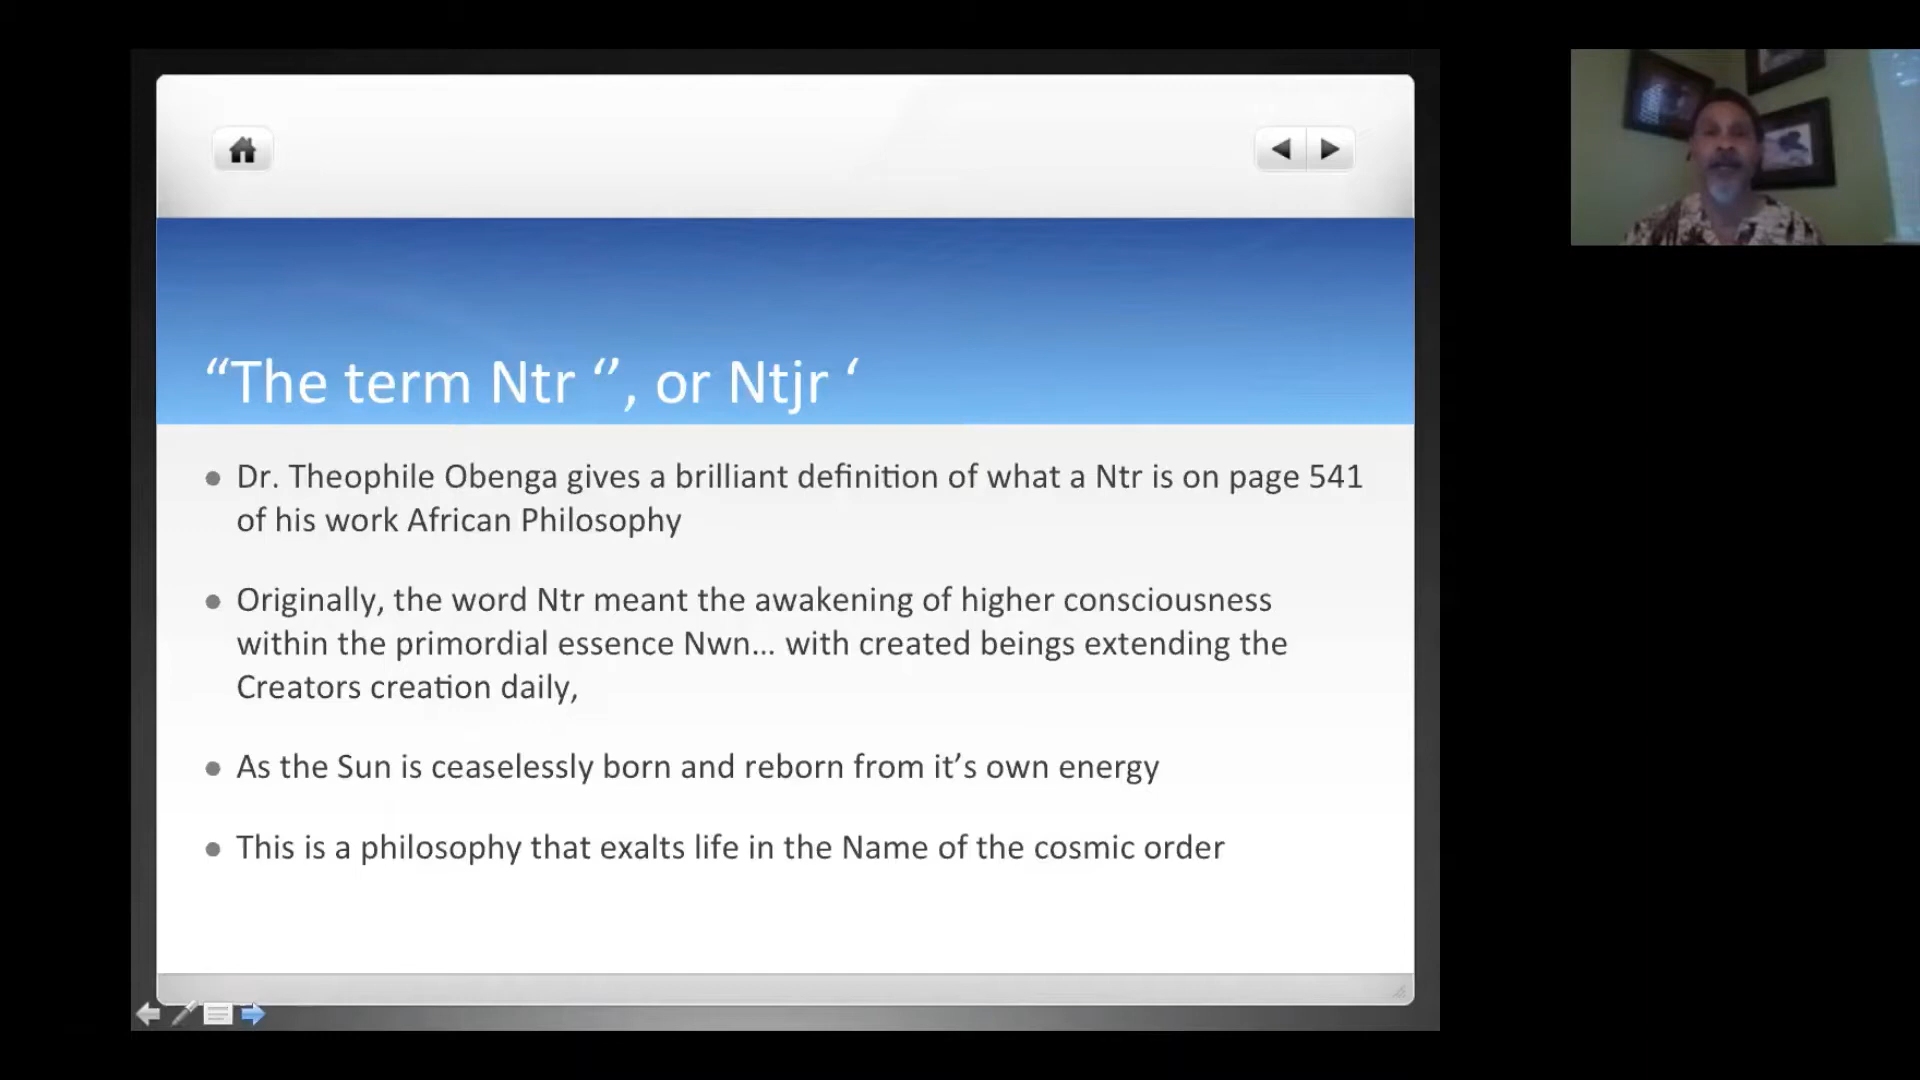 “The term Ntr ‘’, or Ntjr ‘
Dr. Theophile Obenga gives a brilliant definition of what a Ntr is on page 541
of his work African Philosophy
Originally, the word Ntr meant the awakening of higher consciousness
within the primordial essence Nwn... with created beings extending the
Creators creation daily,
As the Sun is ceaselessly born and reborn from it’s own energy
This is a philosophy that exalts life in the Name of the cosmic order